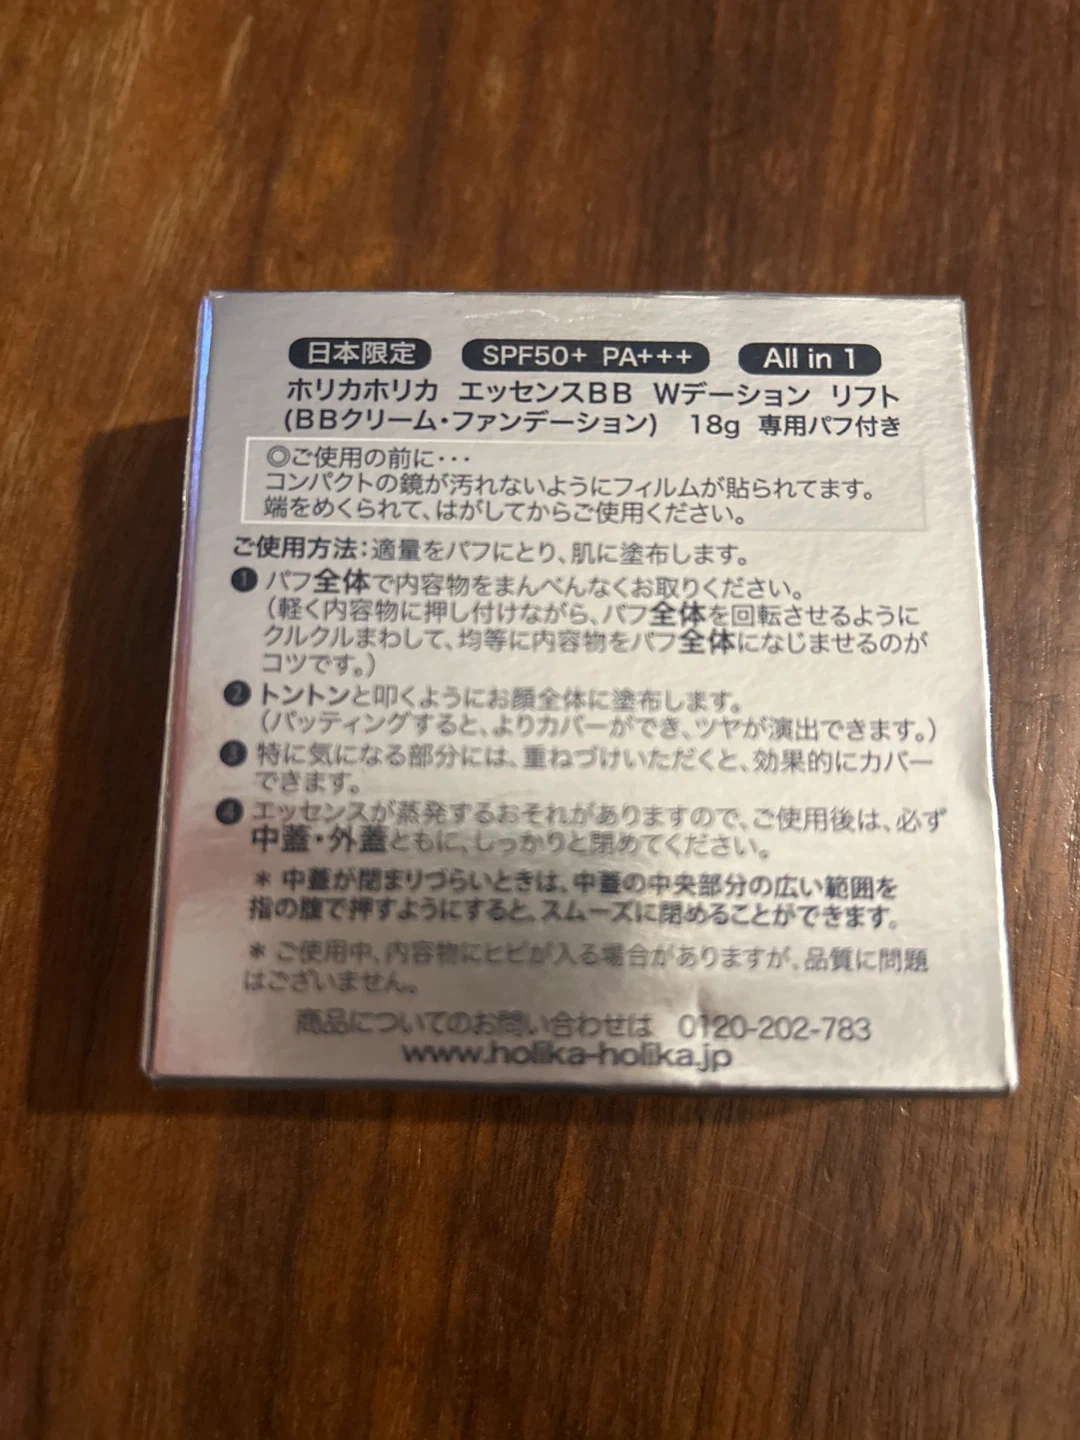 日本限定 SPF50+ PA+++ All in 1
ホリカホリカ エッセンスBB Wデーション リフト
(BBクリーム・ファンデーション) 18g 専用パフ付き
◎ご使用の前に・・・
コンパクトの鏡が汚れないようにフィルムが貼られてます。
端をめくられて、はがしてからご使用ください。
ご使用方法:適量をパフにとり、肌に塗布します。
❶ パフ全体で内容物をまんべんなくお取りください。
(軽く内容物に押し付けながら、パフ全体を回転させるように
クルクルまわして、均等に内容物をパフ全体になじませるのが
コツです。)
❷ トントンと叩くようにお顔全体に塗布します。
(パッティングすると、よりカバーができ、ツヤが演出できます。)
❸ 特に気になる部分には、重ねづけいただくと、効果的にカバー
できます。
❹ エッセンスが蒸発するおそれがありますので、ご使用後は、必ず
中蓋・外蓋ともに、しっかりと閉めてください。
* 中蓋が閉まりづらいときは、中蓋の中央部分の広い範囲を
指の腹で押すようにすると、スムーズに閉めることができます。
* ご使用中、内容物にヒビが入る場合がありますが、品質に問題
はございません。
商品についてのお問い合わせは 0120-202-783
www.holika-holika.jp